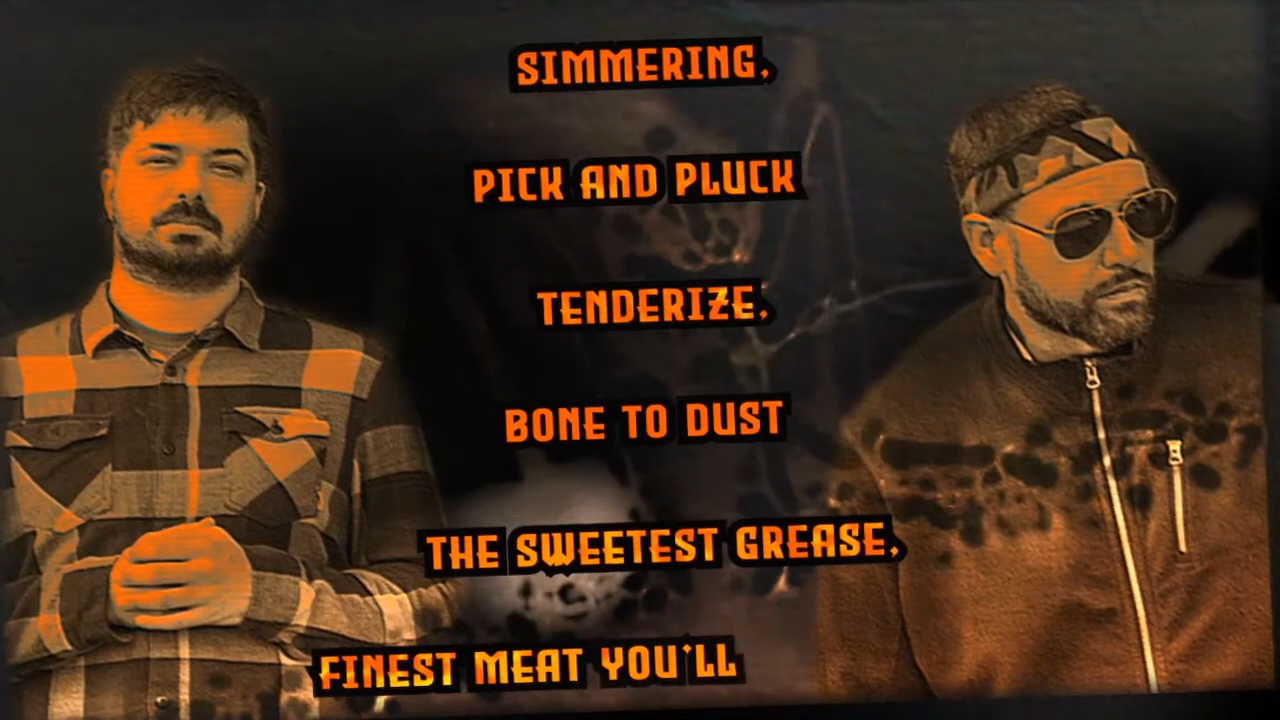 SIMMERING,
PICK AND PLUCK
TENDERIZE,
BONE TO DUST
THE SWEETEST GREASE,
FINEST MEAT YOU'LL